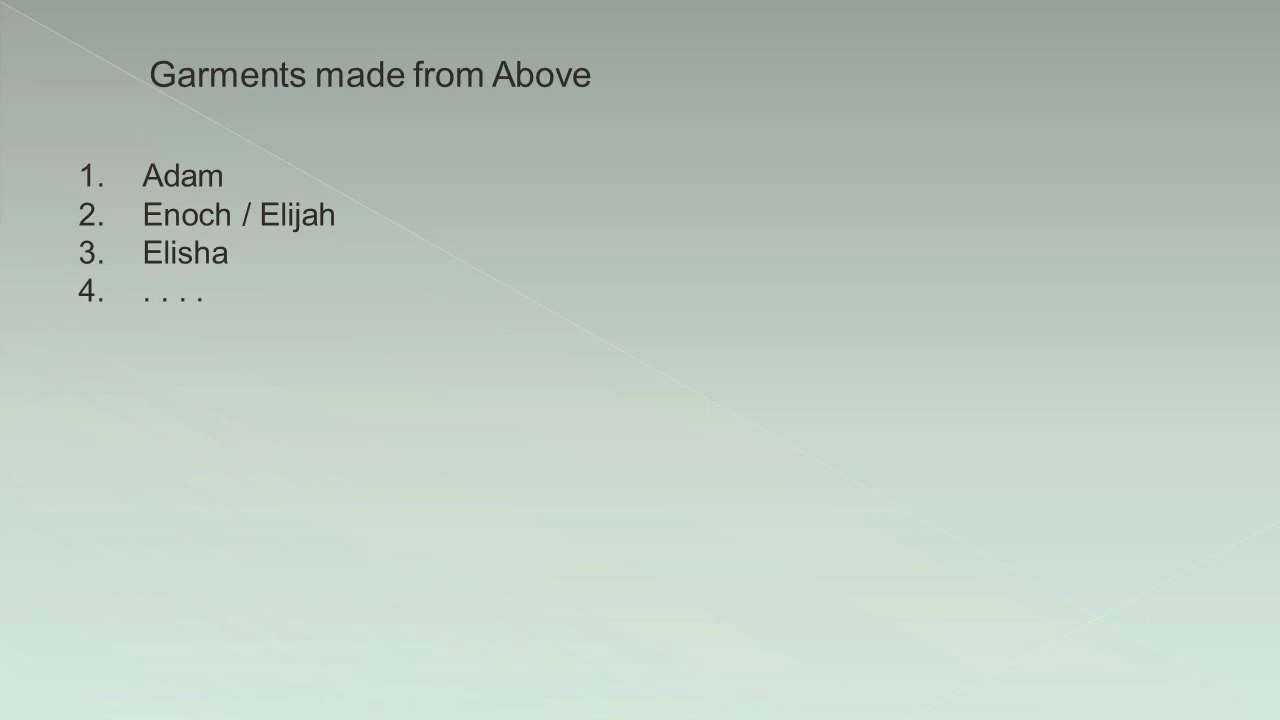 Garments made from Above
1. Adam
2. Enoch / Elijah
3. Elisha
4. . . . .